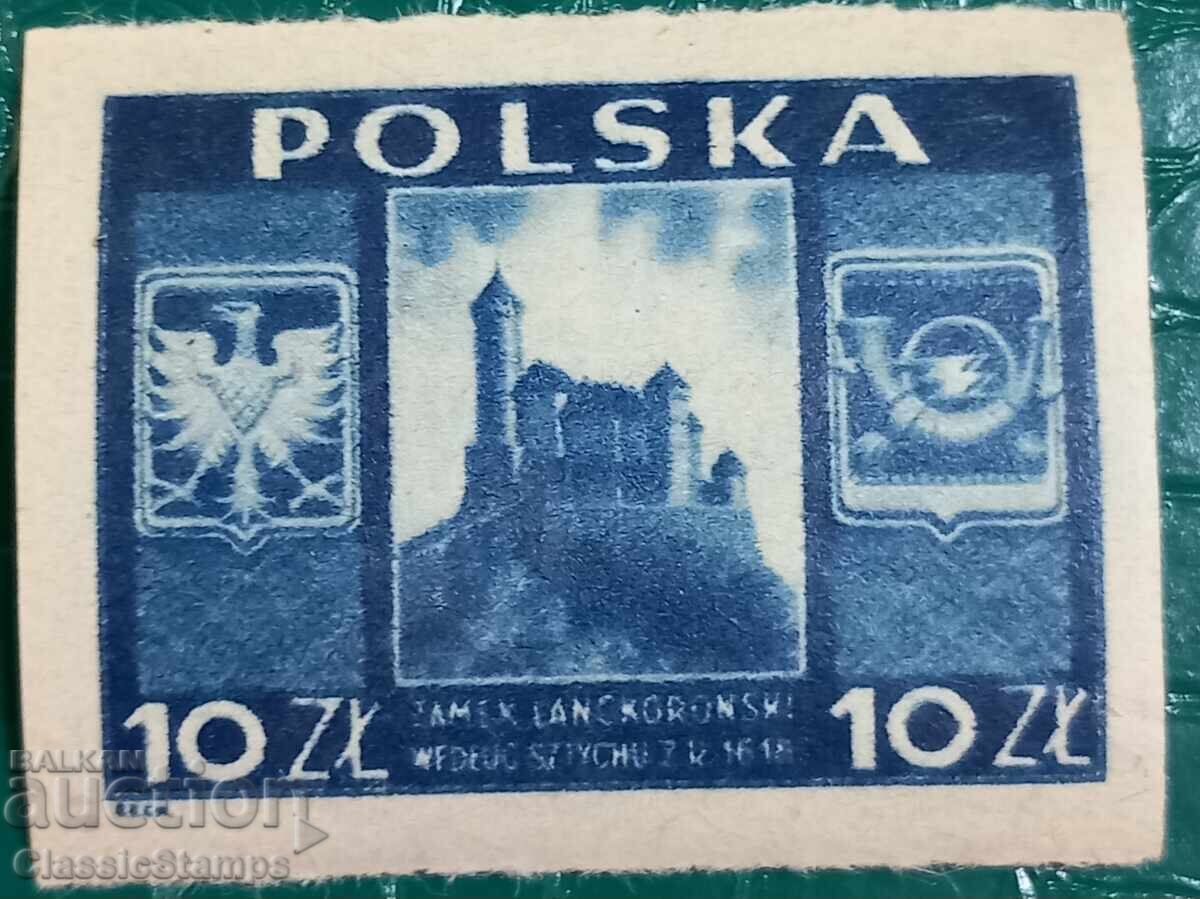 POLSKA
ZAMEK LANCKOROŃSKI
WEDŁUG SZTYCHU Z R. 1618
10 ZŁ 10 ZŁ
BALKAN
auction
ClassicStamps